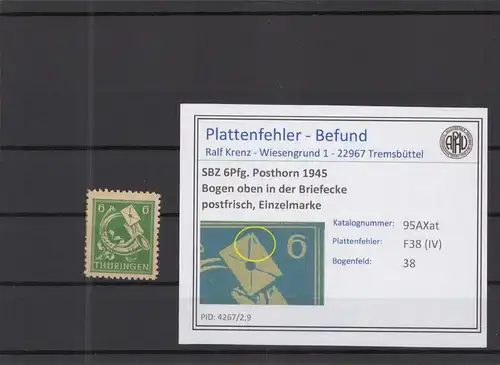 6 6
THÜRINGEN
Plattenfehler - Befund
Ralf Krenz - Wiesengrund 1 - 22967 Tremsbüttel
SBZ 6Pfg. Posthorn 1945
Bogen oben in der Briefecke
postfrisch, Einzelmarke
6
Katalognummer: 95AXat
Plattenfehler: F38 (IV)
Bogenfeld: 38
PID: 4267/2,9